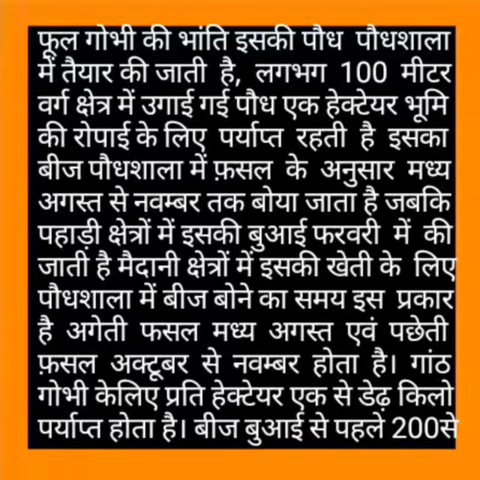 फूल गोभी की भांति इसकी पौध पौधशाला
में तैयार की जाती है, लगभग 100 मीटर
वर्ग क्षेत्र में उगाई गई पौध एक हेक्टेयर भूमि
की रोपाई के लिए पर्याप्त रहती है इसका
बीज पौधशाला में फ़सल के अनुसार मध्य
अगस्त से नवम्बर तक बोया जाता है जबकि
पहाड़ी क्षेत्रों में इसकी बुआई फरवरी में की
जाती है मैदानी क्षेत्रों में इसकी खेती के लिए
पौधशाला में बीज बोने का समय इस प्रकार
है अगेती फसल मध्य अगस्त एवं पछेती
फ़सल अक्टूबर से नवम्बर होता है। गांठ
गोभी केलिए प्रति हेक्टेयर एक से डेढ़ किलो
पर्याप्त होता है। बीज बुआई से पहले 200से